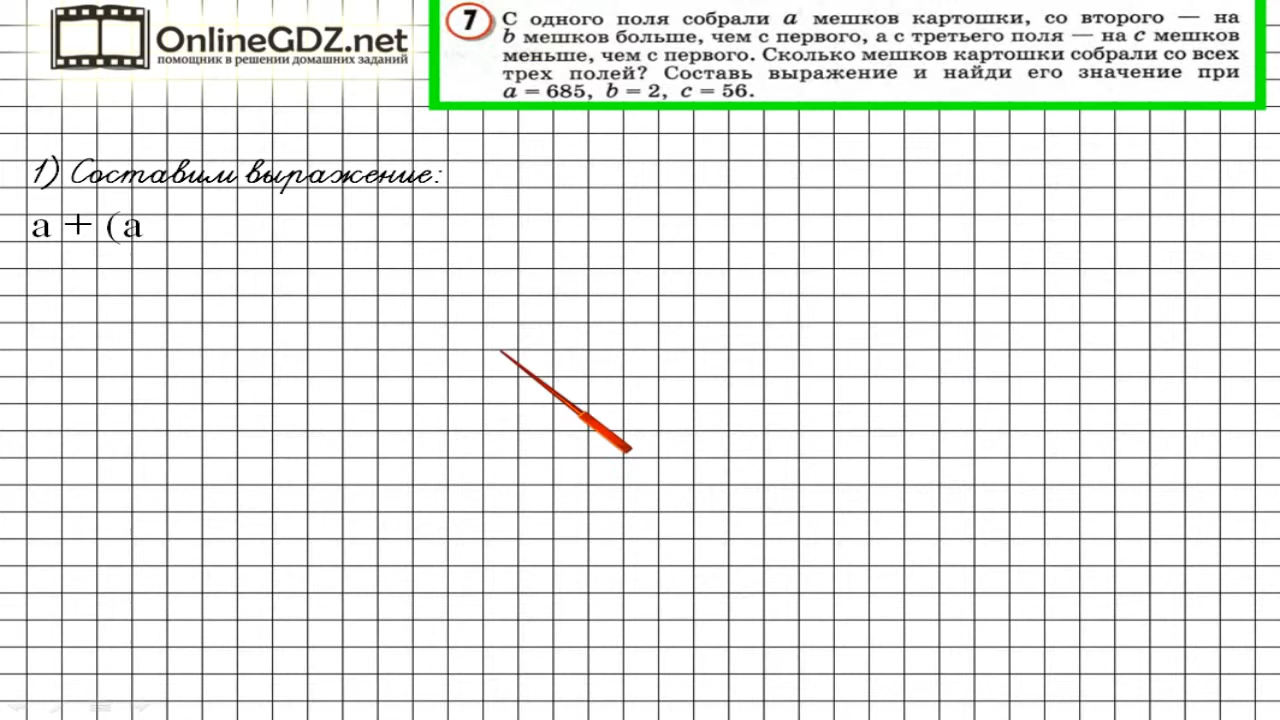 OnlineGDZ.net
помощник в решении домашних заданий
7 С одного поля собрали a мешков картошки, со второго — на
b мешков больше, чем с первого, а с третьего поля — на c мешков
меньше, чем с первого. Сколько мешков картошки собрали со всех
трех полей? Составь выражение и найди его значение при
a = 685, b = 2, c = 56.
1) Составим выражение:
a + (a